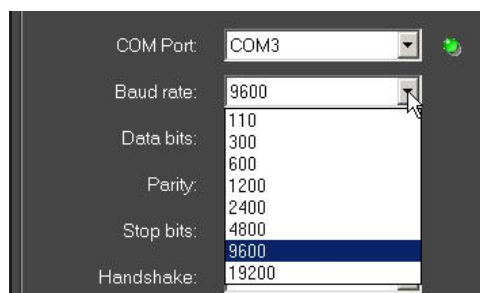 COM Port: COM3
Baud rate: 9600
110
Data bits: 300
600
Parity: 1200
2400
Stop bits: 4800
9600
Handshake: 19200